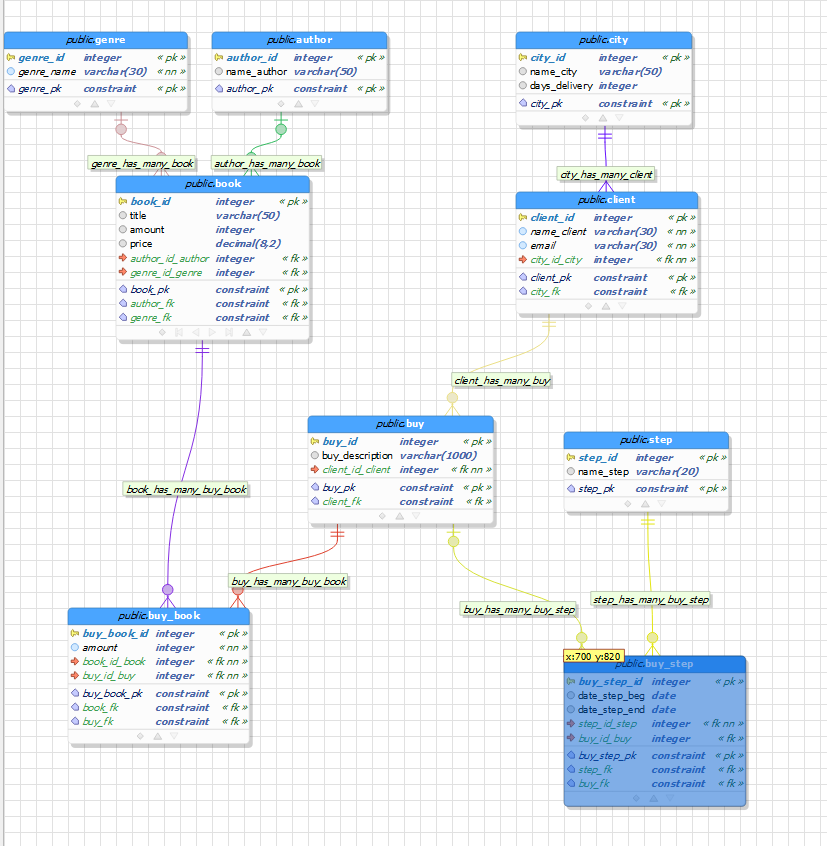 public.genre
genre_id integer « pk »
genre_name varchar(30) « nn »
genre_pk constraint « pk »
public.author
author_id integer « pk »
name_author varchar(50)
author_pk constraint « pk »
public.city
city_id integer « pk »
name_city varchar(50)
days_delivery integer
city_pk constraint « pk »
genre_has_many_book
author_has_many_book
city_has_many_client
public.book
book_id integer « pk »
title varchar(50)
amount integer
price decimal(8,2)
author_id_author integer « fk »
genre_id_genre integer « fk »
book_pk constraint « pk »
author_fk constraint « fk »
genre_fk constraint « fk »
public.client
client_id integer « pk »
name_client varchar(30) « nn »
email varchar(30) « nn »
city_id_city integer « fk nn »
client_pk constraint « pk »
city_fk constraint « fk »
client_has_many_buy
public.buy
buy_id integer « pk »
buy_description varchar(1000)
client_id_client integer « fk nn »
buy_pk constraint « pk »
client_fk constraint « fk »
public.step
step_id integer « pk »
name_step varchar(20)
step_pk constraint « pk »
book_has_many_buy_book
buy_has_many_buy_book
buy_has_many_buy_step
step_has_many_buy_step
public.buy_book
buy_book_id integer « pk »
amount integer « nn »
book_id_book integer « fk nn »
buy_id_buy integer « fk nn »
buy_book_pk constraint « pk »
book_fk constraint « fk »
buy_fk constraint « fk »
x:700 y:820
public.buy_step
buy_step_id integer « pk »
date_step_beg date
date_step_end date
step_id_step integer « fk nn »
buy_id_buy integer « fk »
buy_step_pk constraint « pk »
step_fk constraint « fk »
buy_fk constraint « fk »